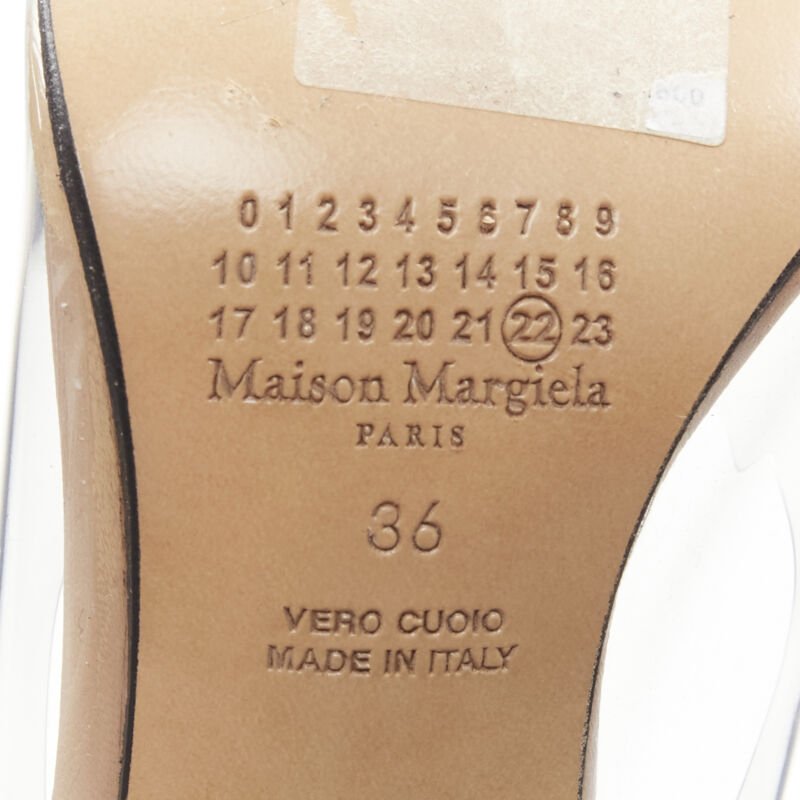 0 1 2 3 4 5 6 7 8 9
10 11 12 13 14 15 16
17 18 19 20 21 22 23
Maison Margiela
PARIS
36
VERO CUOIO
MADE IN ITALY